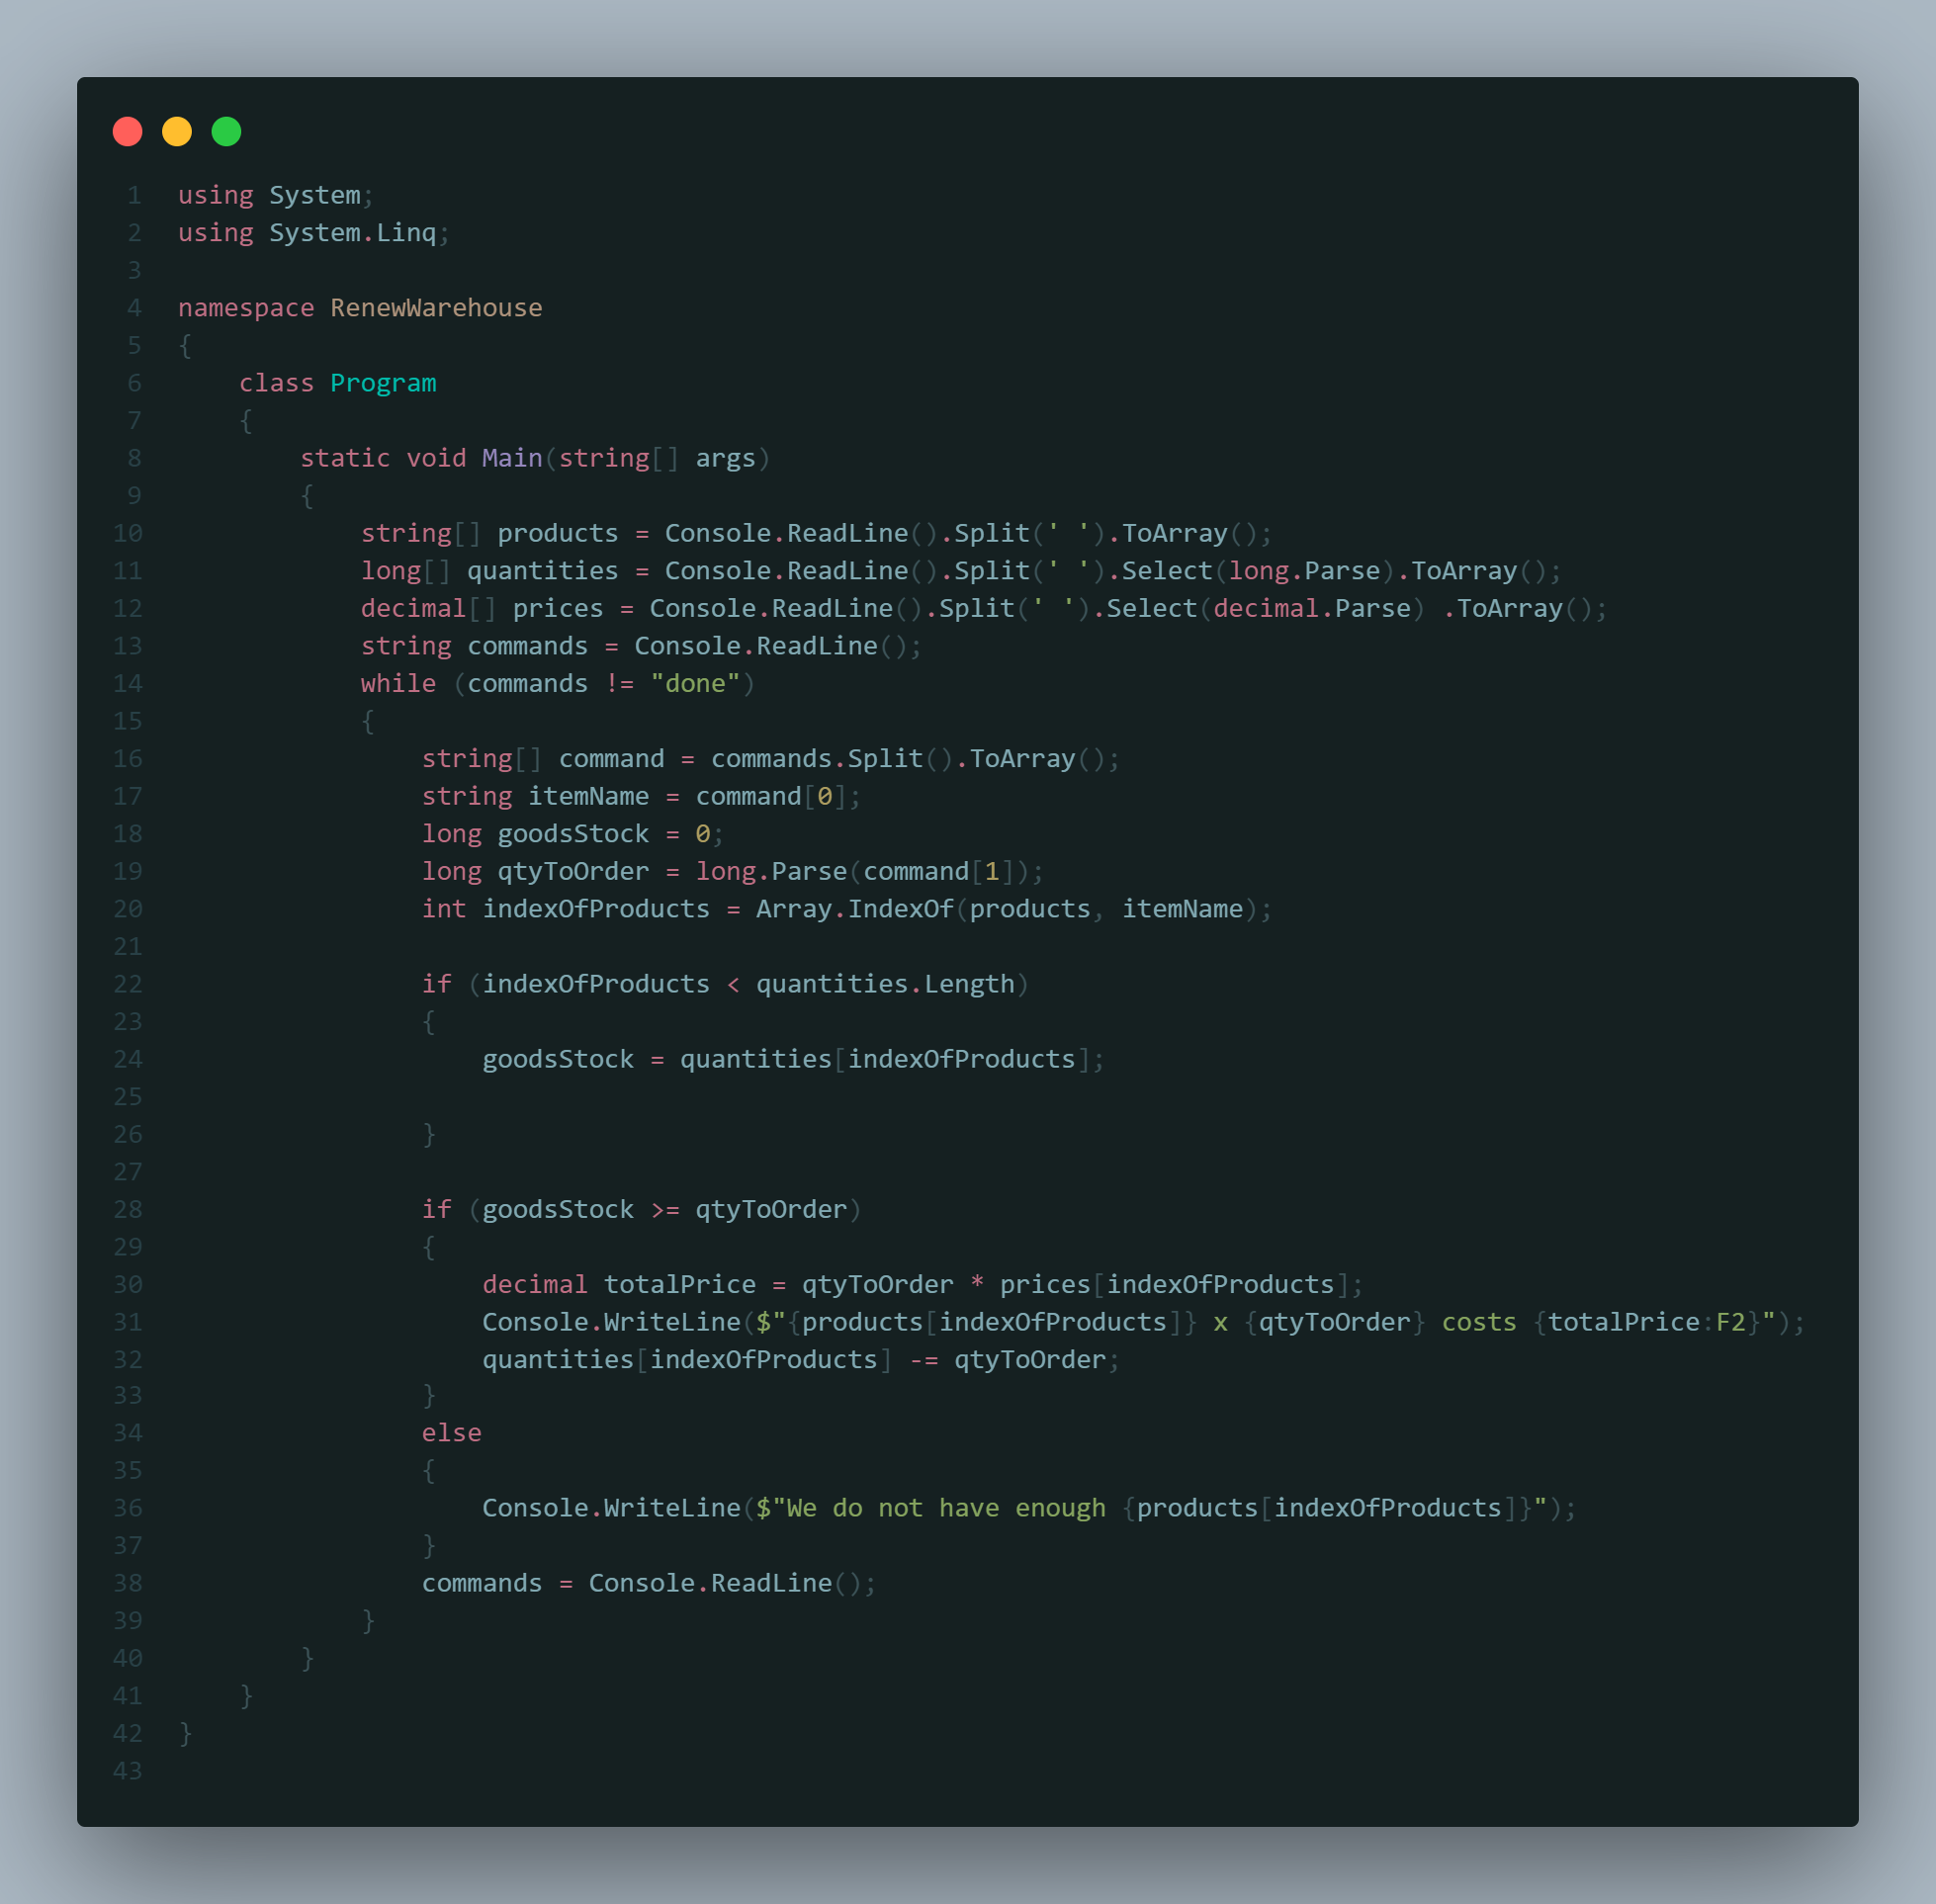 1 using System;
2 using System.Linq;
3
4 namespace RenewWarehouse
5 {
6     class Program
7     {
8         static void Main(string[] args)
9         {
10             string[] products = Console.ReadLine().Split(' ').ToArray();
11             long[] quantities = Console.ReadLine().Split(' ').Select(long.Parse).ToArray();
12             decimal[] prices = Console.ReadLine().Split(' ').Select(decimal.Parse) .ToArray();
13             string commands = Console.ReadLine();
14             while (commands != "done")
15             {
16                 string[] command = commands.Split().ToArray();
17                 string itemName = command[0];
18                 long goodsStock = 0;
19                 long qtyToOrder = long.Parse(command[1]);
20                 int indexOfProducts = Array.IndexOf(products, itemName);
21
22                 if (indexOfProducts < quantities.Length)
23                 {
24                     goodsStock = quantities[indexOfProducts];
25
26                 }
27
28                 if (goodsStock >= qtyToOrder)
29                 {
30                     decimal totalPrice = qtyToOrder * prices[indexOfProducts];
31                     Console.WriteLine($"{products[indexOfProducts]} x {qtyToOrder} costs {totalPrice:F2}");
32                     quantities[indexOfProducts] -= qtyToOrder;
33                 }
34                 else
35                 {
36                     Console.WriteLine($"We do not have enough {products[indexOfProducts]}");
37                 }
38                 commands = Console.ReadLine();
39             }
40         }
41     }
42 }
43